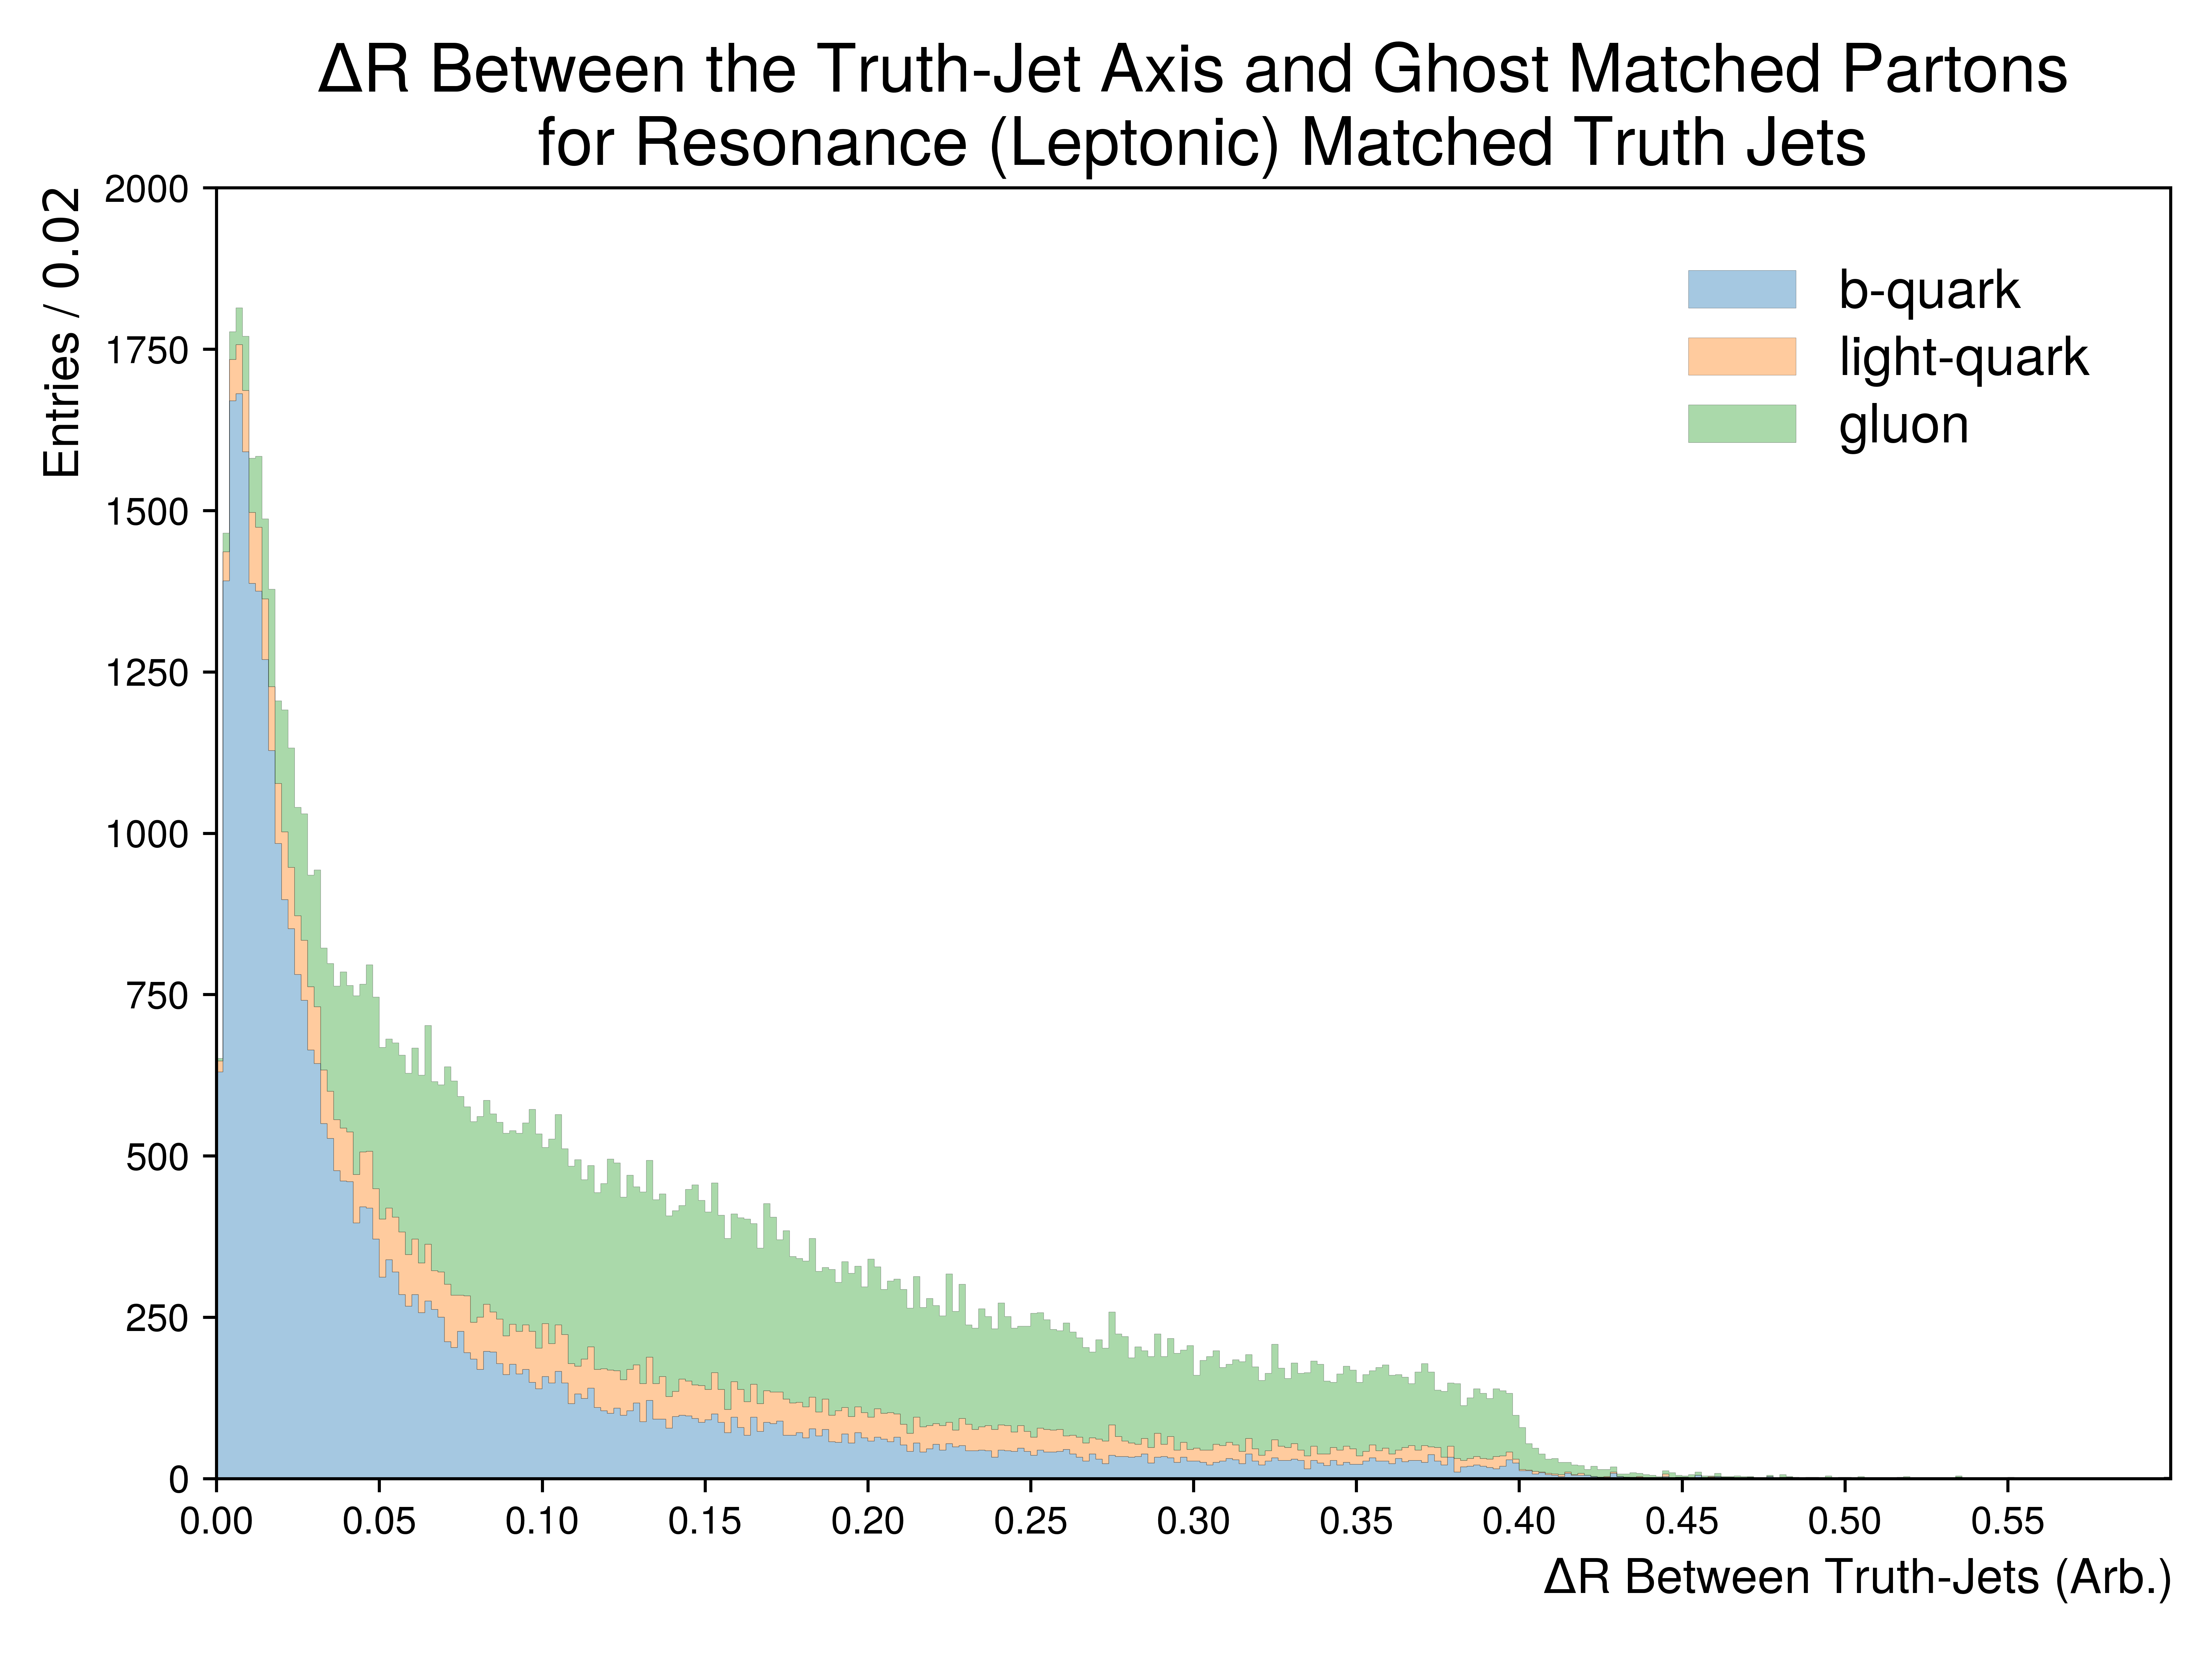 ΔR Between the Truth-Jet Axis and Ghost Matched Partons
for Resonance (Leptonic) Matched Truth Jets
Entries / 0.02
2000
1750
1500
1250
1000
750
500
250
0
b-quark
light-quark
gluon
0.00 0.05 0.10 0.15 0.20 0.25 0.30 0.35 0.40 0.45 0.50 0.55
ΔR Between Truth-Jets (Arb.)